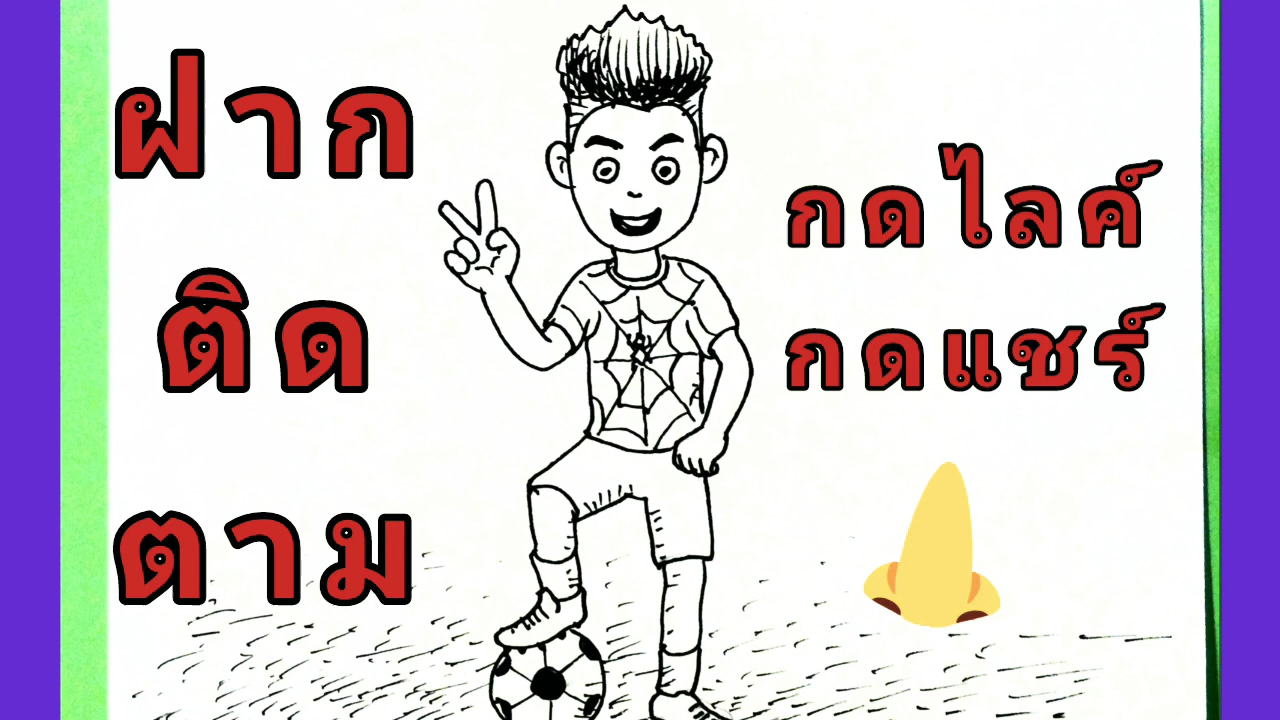 ฝาก
ติด
ตาม
กดไลค์
กดแชร์